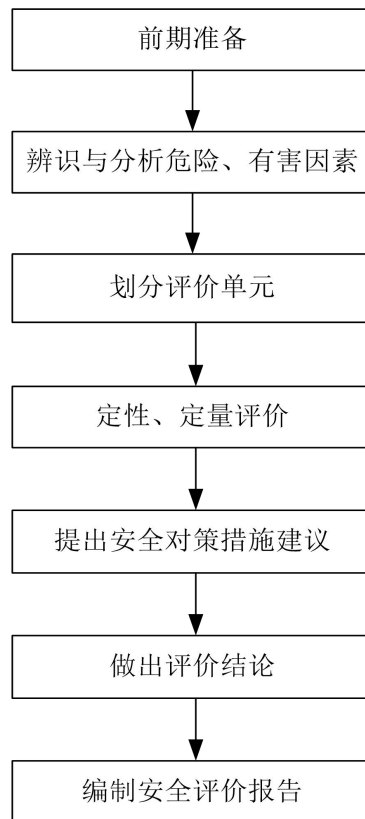 前期准备
辨识与分析危险、有害因素
划分评价单元
定性、定量评价
提出安全对策措施建议
做出评价结论
编制安全评价报告